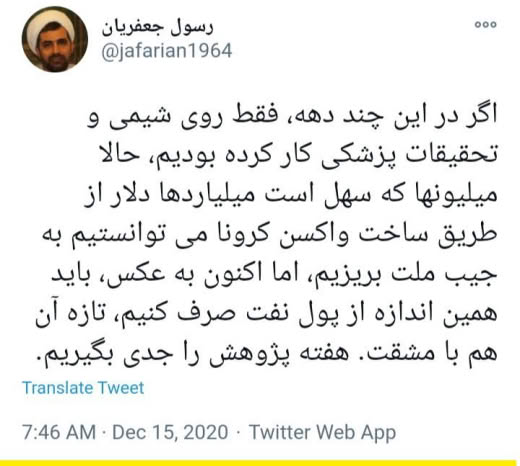 رسول جعفریان
@jafarian1964
اگر در این چند دهه، فقط روی شیمی و
تحقیقات پزشکی کار کرده بودیم، حالا
میلیونها که سهل است میلیاردها دلار از
طریق ساخت واکسن کرونا می توانستیم به
جیب ملت بریزیم، اما اکنون به عکس، باید
همین اندازه از پول نفت صرف کنیم، تازه آن
هم با مشقت. هفته پژوهش را جدی بگیریم.
Translate Tweet
7:46 AM · Dec 15, 2020 · Twitter Web App